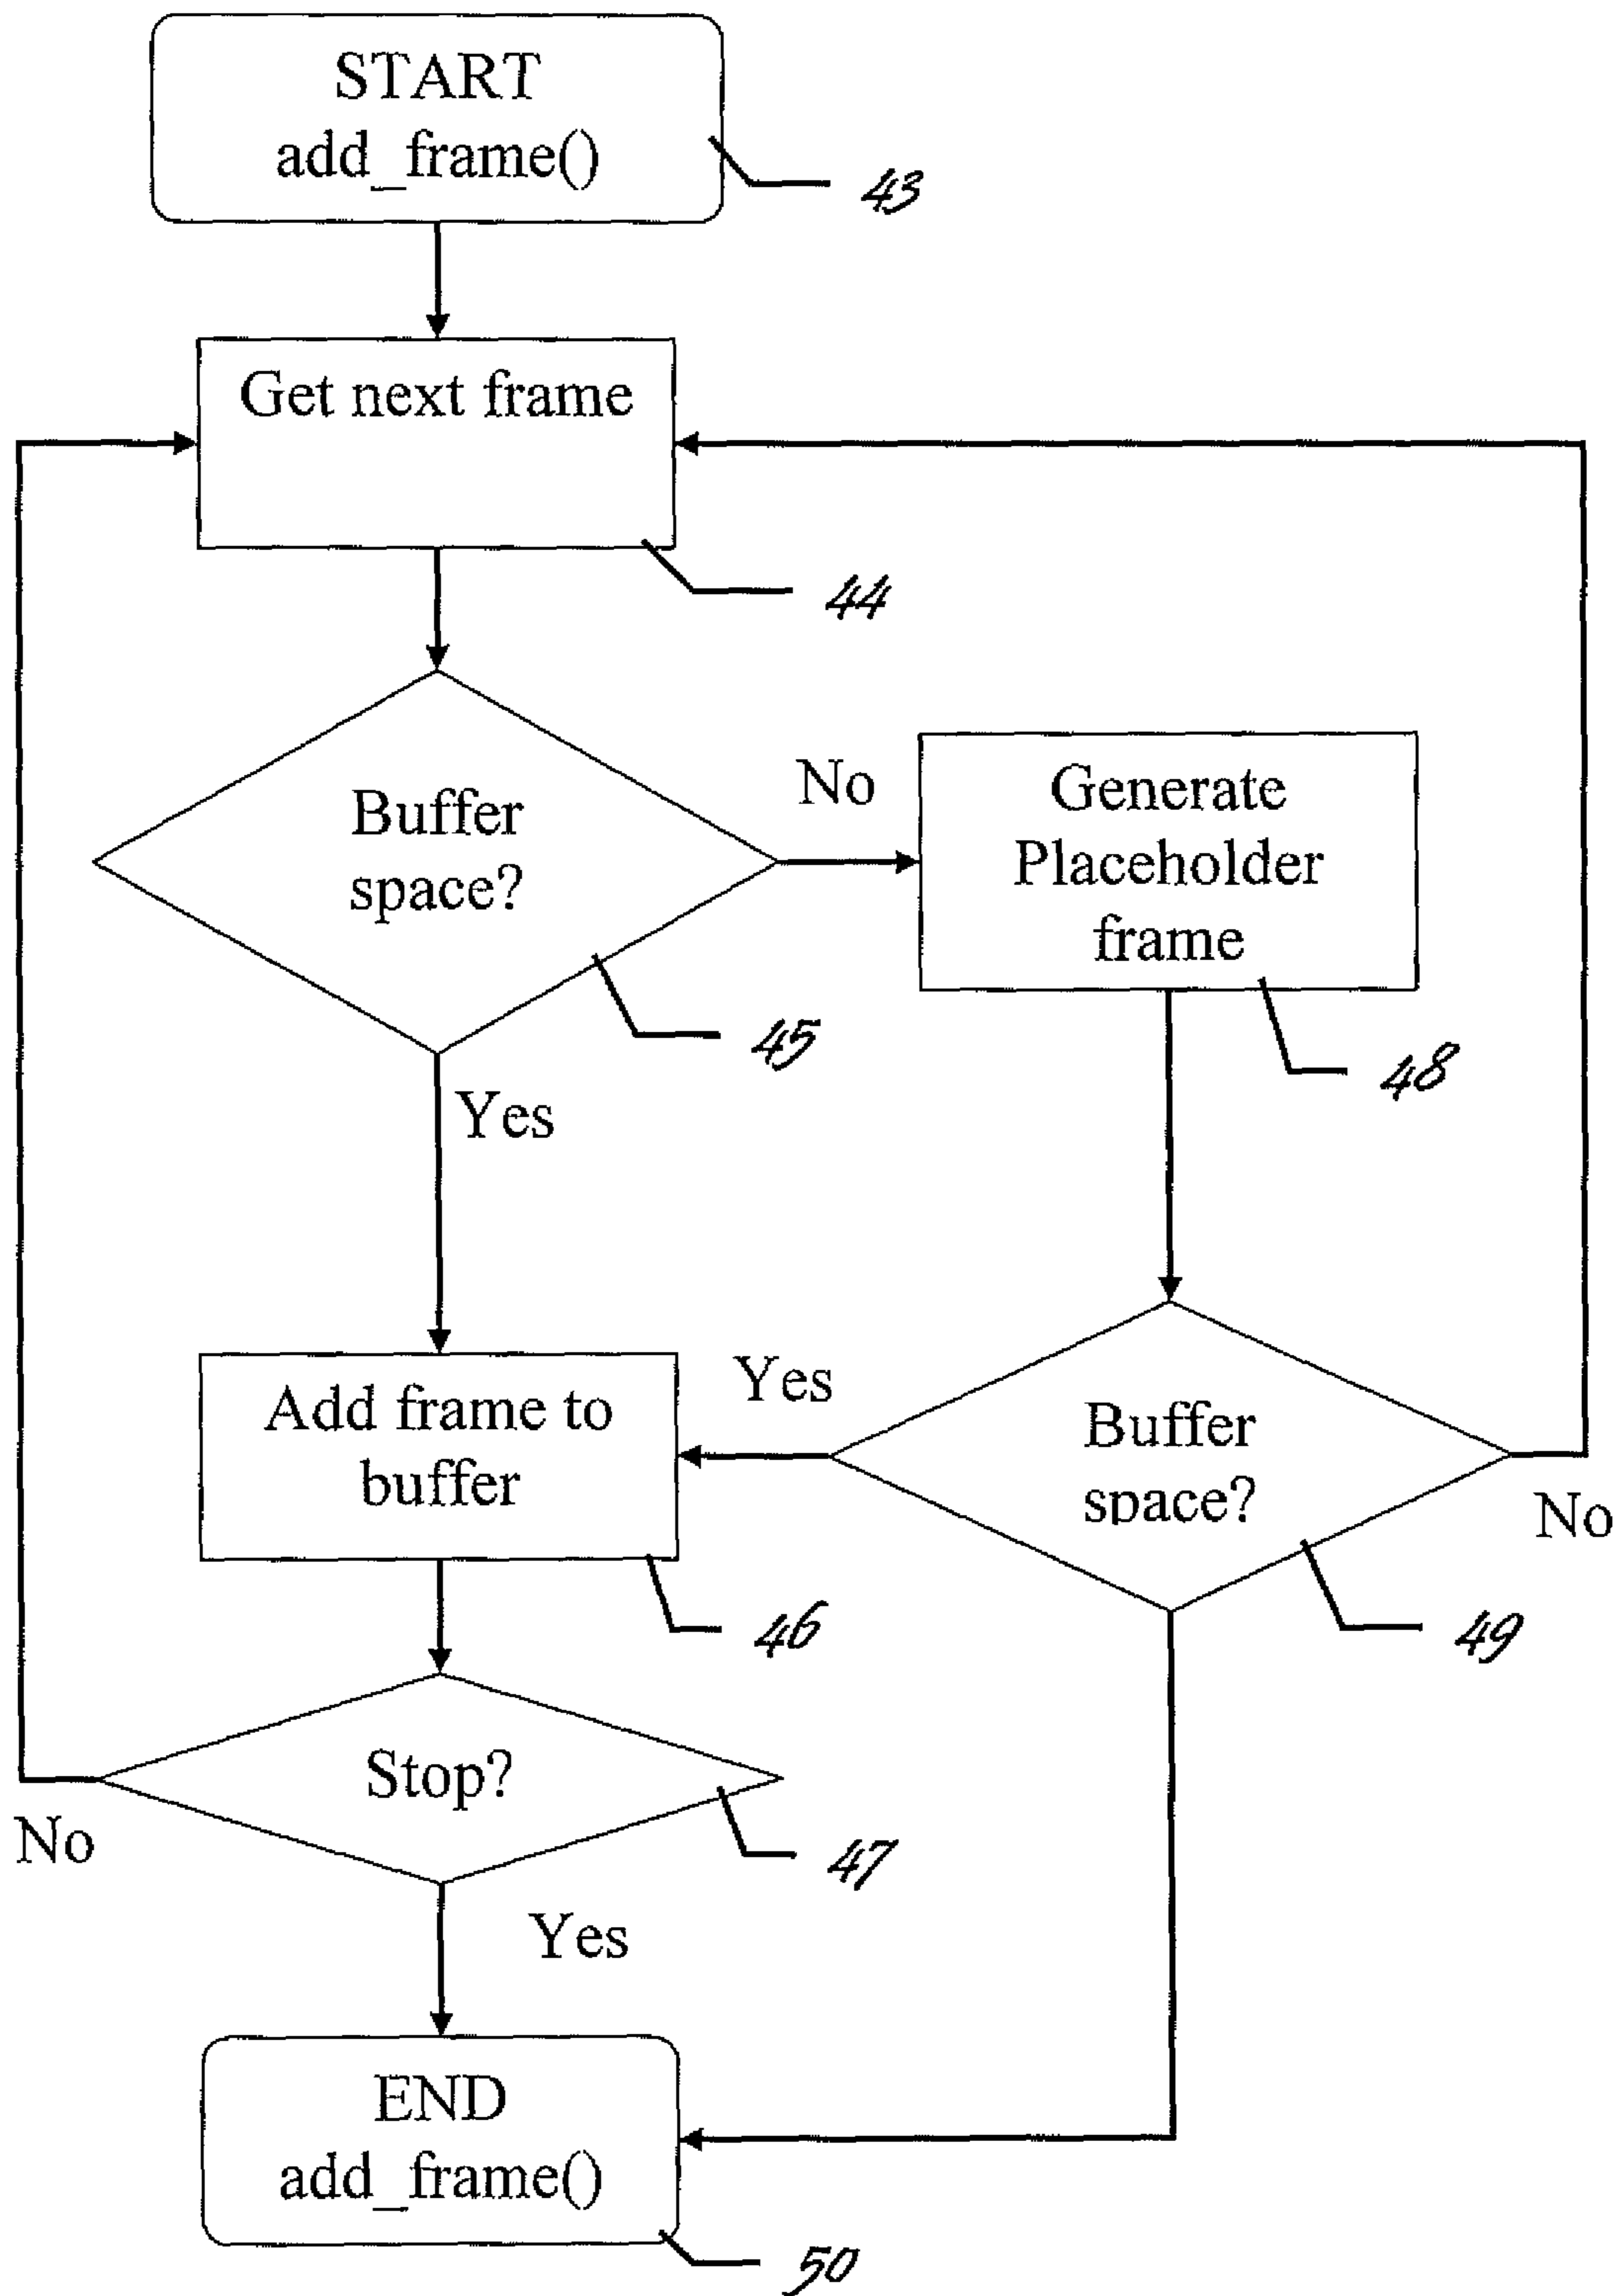 START
add_frame()
43
Get next frame
44
Buffer
space?
No
45
Yes
Generate
Placeholder
frame
48
Add frame to
buffer
46
Yes
Buffer
space?
No
49
Stop?
No
47
Yes
END
add_frame()
50